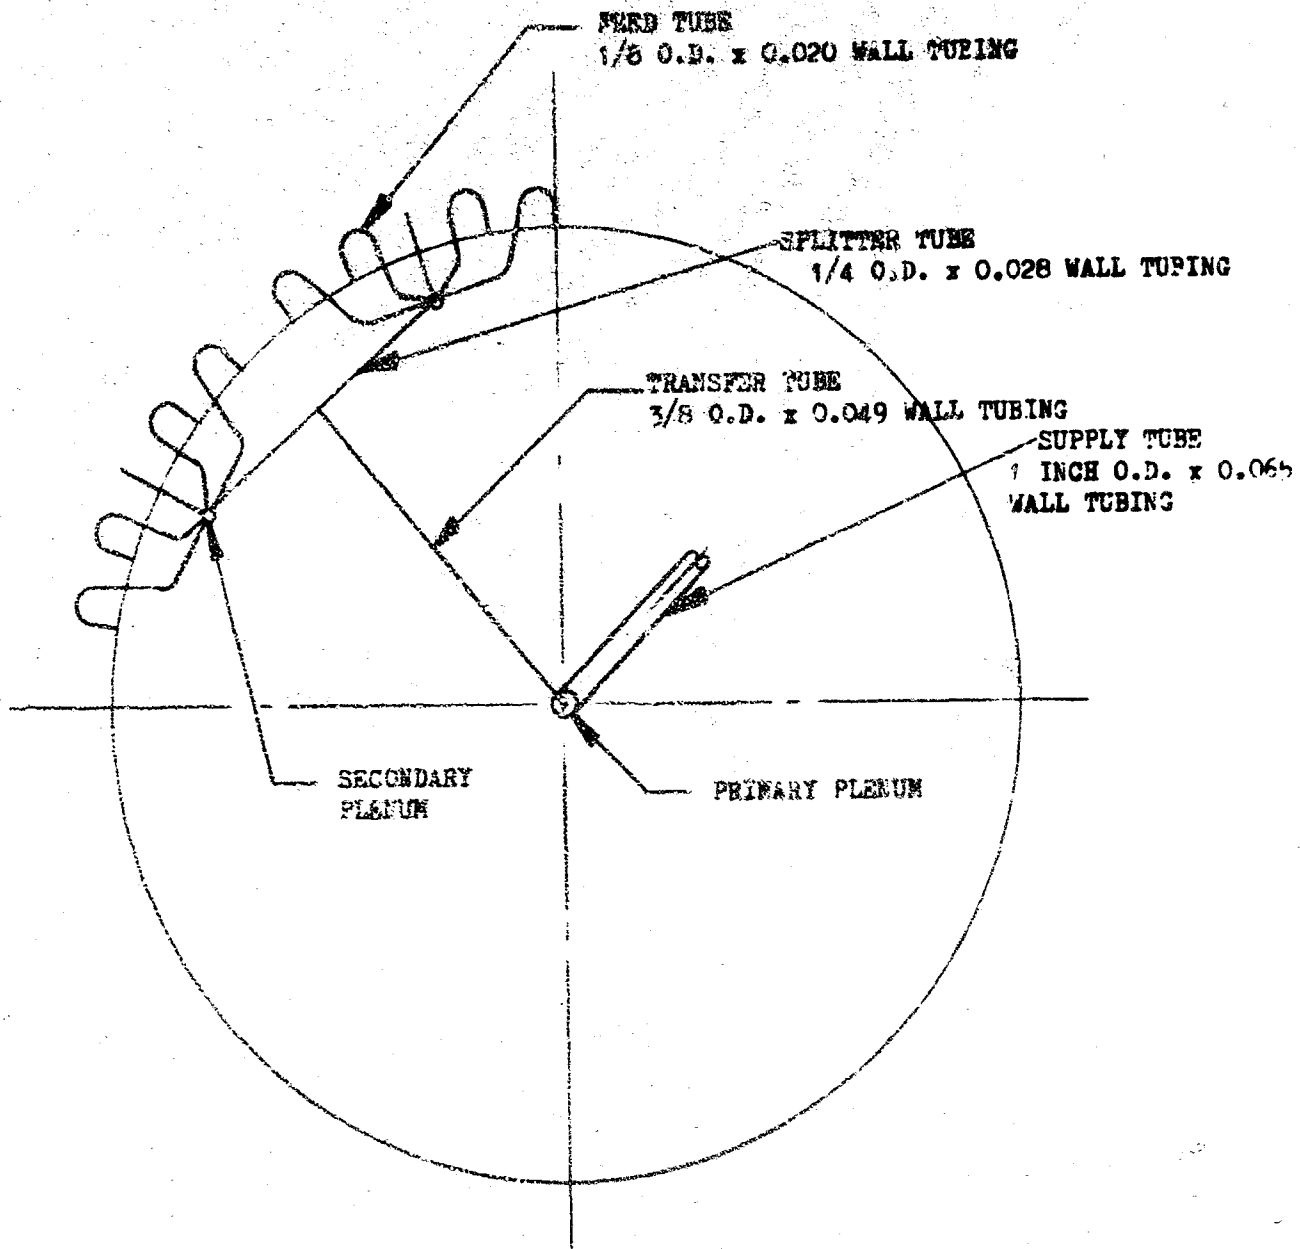 FEED TUBE
1/8 O.D. x 0.020 WALL TUBING
SPLITTER TUBE
1/4 O.D. x 0.028 WALL TUBING
TRANSFER TUBE
3/8 O.D. x 0.049 WALL TUBING
SUPPLY TUBE
1 INCH O.D. x 0.065
WALL TUBING
SECONDARY
PLENUM
PRIMARY PLENUM